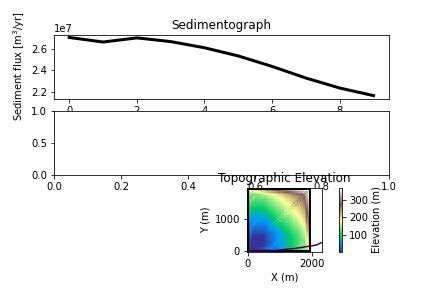 Sedimentograph
1e7
Sediment flux [m³/yr]
2.6
2.4
2.2
0 2 4 6 8
1.0
0.5
0.0
0.0 0.2 0.4 0.6 0.8 1.0
Topographic Elevation
Y (m)
1000
0
0 2000
X (m)
300
200
100
Elevation (m)